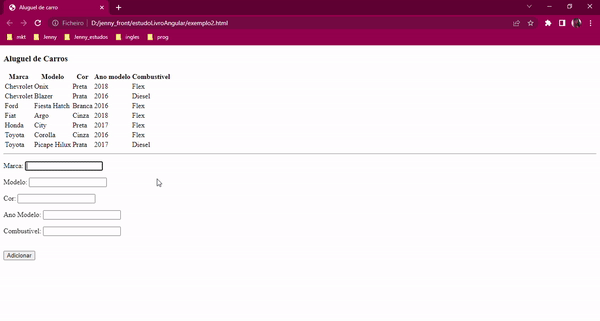 Aluguel de carro
Ficheiro | D:/jenny_front/estudoLivroAngular/exemplo2.html
mkt Jenny Jenny_estudos ingles prog
Aluguel de Carros
Marca Modelo Cor Ano modelo Combustivel
Chevrolet Onix Preta 2018 Flex
Chevrolet Blazer Prata 2016 Diesel
Ford Fiesta Hatch Branca 2016 Flex
Fiat Argo Cinza 2018 Flex
Honda City Preta 2017 Flex
Toyota Corolla Cinza 2016 Flex
Toyota Picape Hilux Prata 2017 Diesel
Marca:
Modelo:
Cor:
Ano Modelo:
Combustivel:
Adicionar